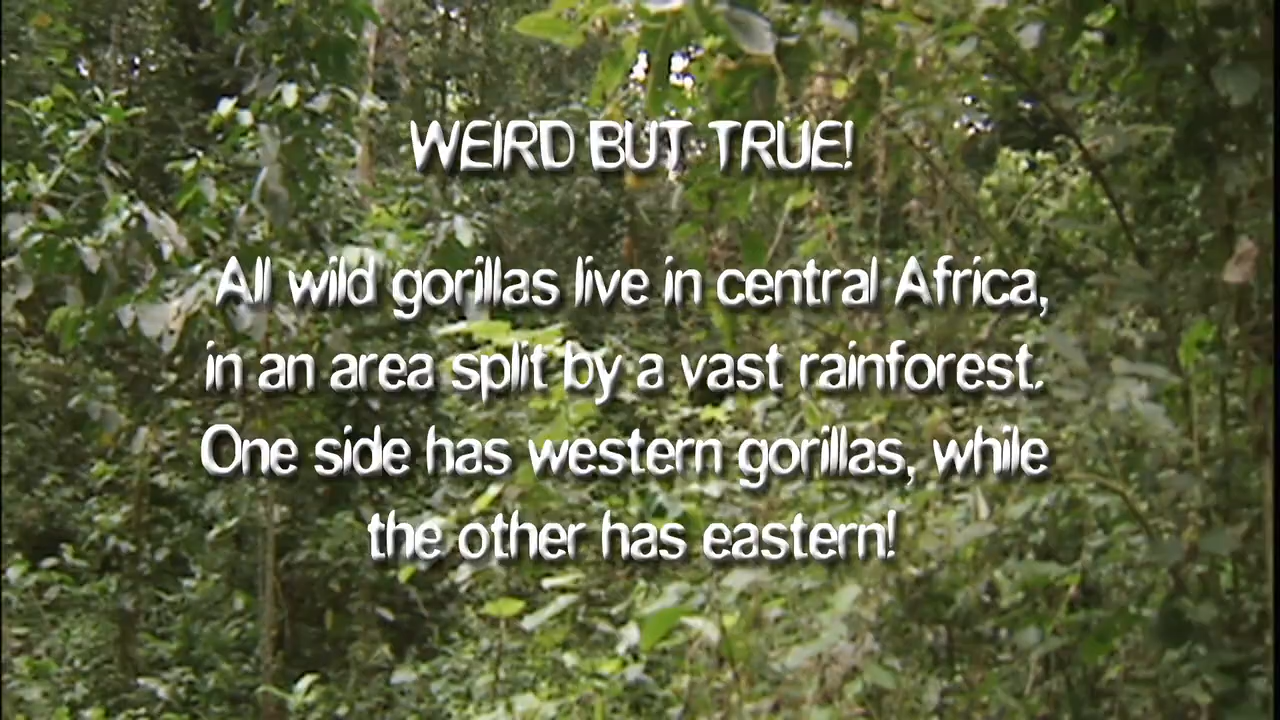 WEIRD BUT TRUE!
All wild gorillas live in central Africa,
in an area split by a vast rainforest.
One side has western gorillas, while
the other has eastern!